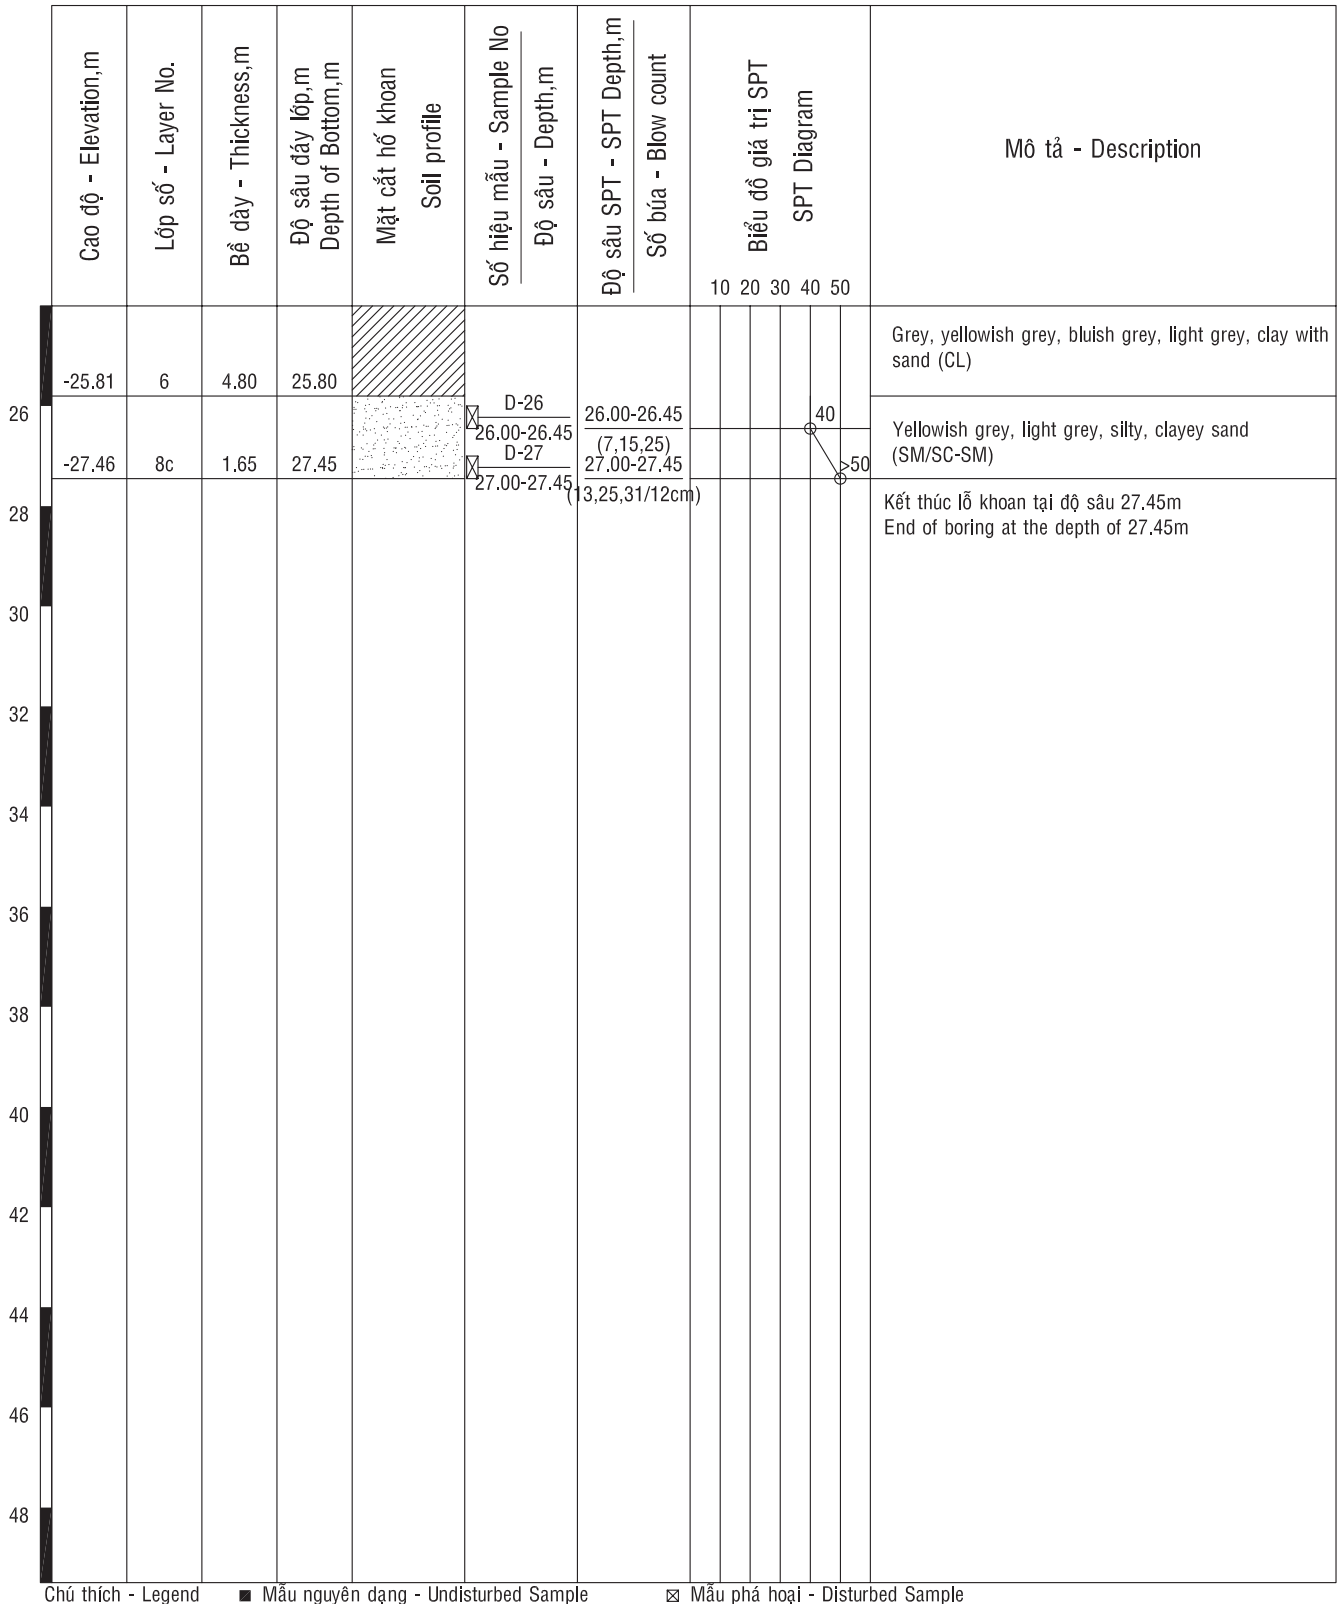 Cao độ - Elevation,m
Lớp số - Layer No.
Bề dày - Thickness,m
Độ sâu đáy lớp,m
Depth of Bottom,m
Mặt cắt hố khoan
Soil profile
Số hiệu mẫu - Sample No
Độ sâu - Depth,m
Độ sâu SPT - SPT Depth,m
Số búa - Blow count
Biểu đồ giá trị SPT
SPT Diagram
10 20 30 40 50
Mô tả - Description
Grey, yellowish grey, bluish grey, light grey, clay with
sand (CL)
-25.81 6 4.80 25.80
26
D-26
26.00-26.45
26.00-26.45
(7,15,25)
40
Yellowish grey, light grey, silty, clayey sand
(SM/SC-SM)
-27.46 8c 1.65 27.45
D-27
27.00-27.45
27.00-27.45
(13,25,31/12cm)
>50
Kết thúc lỗ khoan tại độ sâu 27.45m
End of boring at the depth of 27.45m
28
30
32
34
36
38
40
42
44
46
48
Chú thích - Legend Mẫu nguyên dạng - Undisturbed Sample Mẫu phá hoại - Disturbed Sample